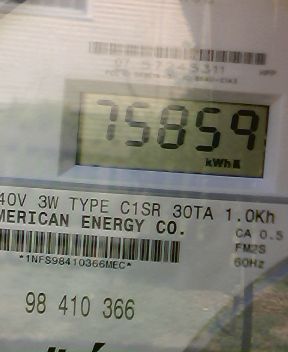 75859
kWh
40V 3W TYPE C1SR 30TA 1.0Kh
MERICAN ENERGY CO.
CA 0.5
FM2S
60Hz
*1NFS98410366MEC*
98 410 366